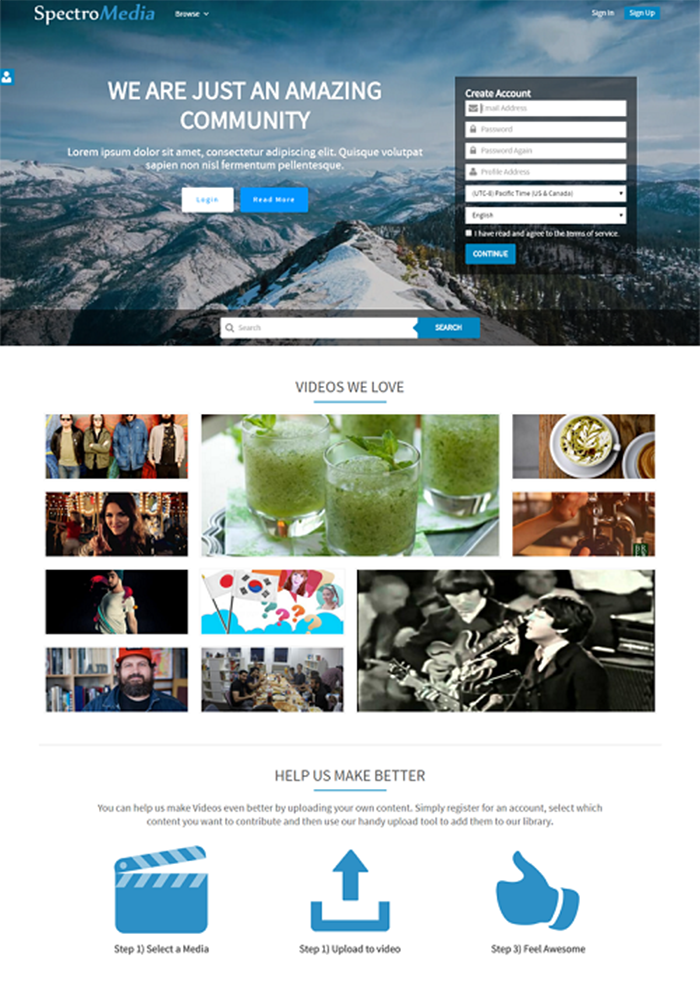 SpectroMedia
Browse
Sign In
Sign Up
WE ARE JUST AN AMAZING
COMMUNITY
Lorem ipsum dolor sit amet, consectetur adipiscing elit. Quisque volutpat
sapien non nisl fermentum pellentesque.
Login
Read More
Create Account
Email Address
Password
Password Again
Profile Address
(UTC-8) Pacific Time (US & Canada)
English
I have read and agree to the terms of service.
CONTINUE
Search
SEARCH
VIDEOS WE LOVE
HELP US MAKE BETTER
You can help us make Videos even better by uploading your own content. Simply register for an account, select which
content you want to contribute and then use our handy upload tool to add them to our library.
Step 1) Select a Media
Step 1) Upload to video
Step 3) Feel Awesome